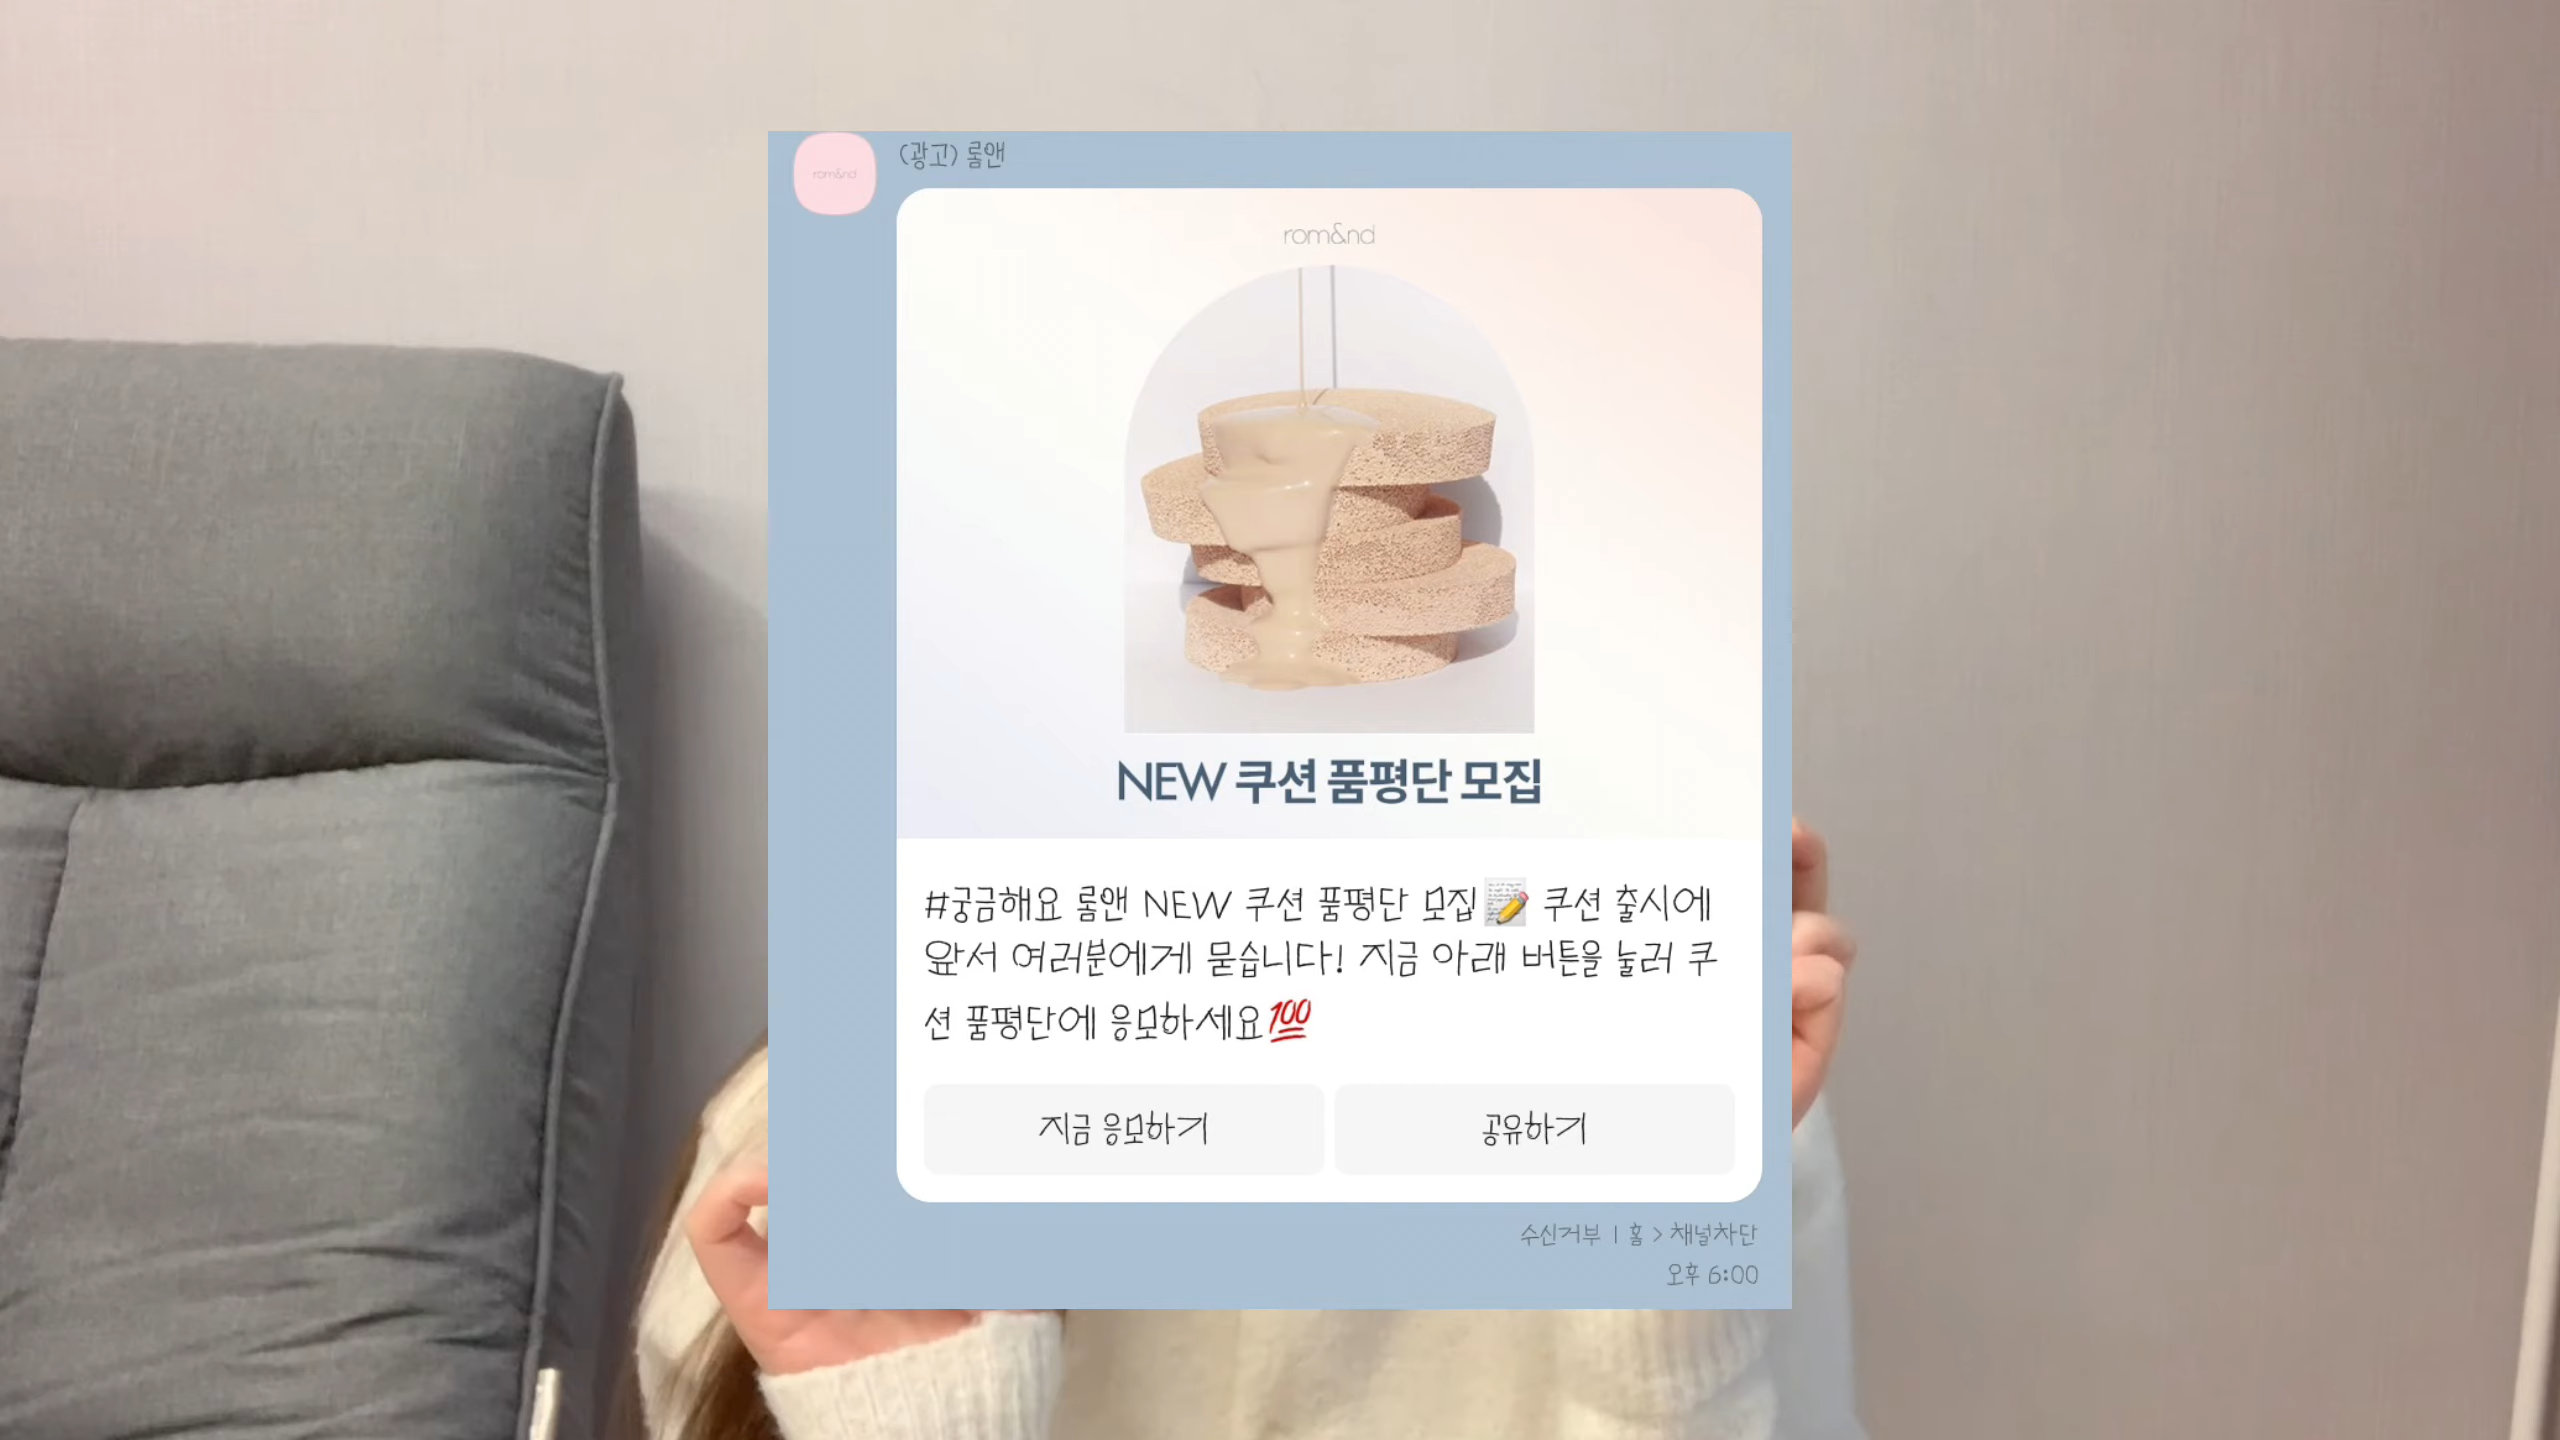 rom&nd
(광고) 롬앤
rom&nd
NEW 쿠션 품평단 모집
#궁금해요 롬앤 NEW 쿠션 품평단 모집📝 쿠션 출시에
앞서 여러분에게 묻습니다! 지금 아래 버튼을 눌러 쿠
션 품평단에 응모하세요💯
지금 응모하기
공유하기
수신거부 | 홈 > 채널차단
오후 6:00